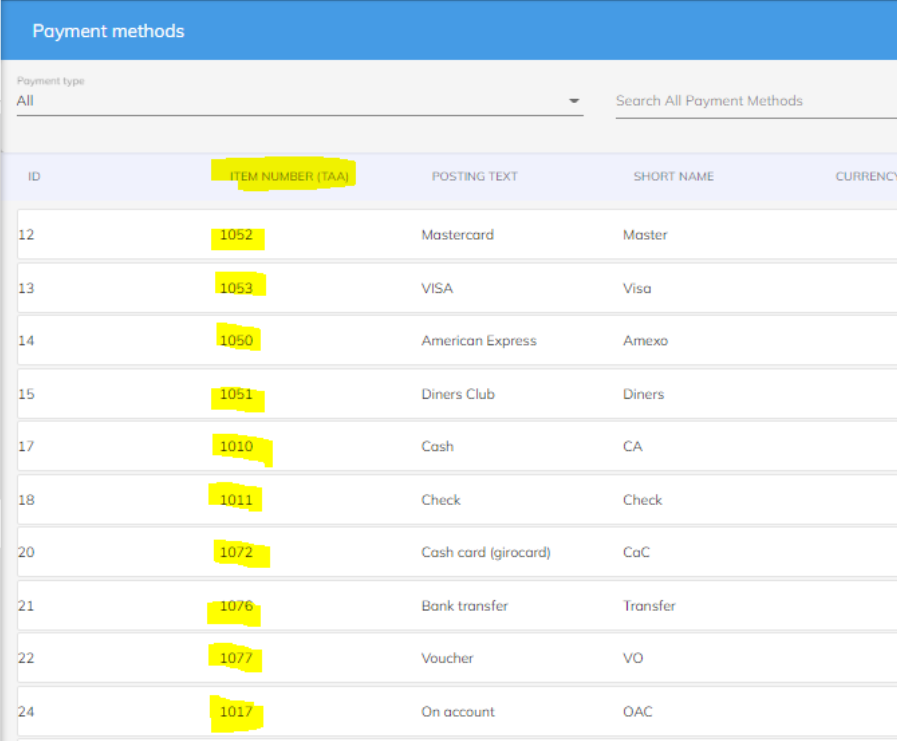 Payment methods
Payment type
All
Search All Payment Methods
ID ITEM NUMBER (TAA) POSTING TEXT SHORT NAME CURRENCY
12 1052 Mastercard Master
13 1053 VISA Visa
14 1050 American Express Amexo
15 1051 Diners Club Diners
17 1010 Cash CA
18 1011 Check Check
20 1072 Cash card (girocard) CaC
21 1076 Bank transfer Transfer
22 1077 Voucher VO
24 1017 On account OAC